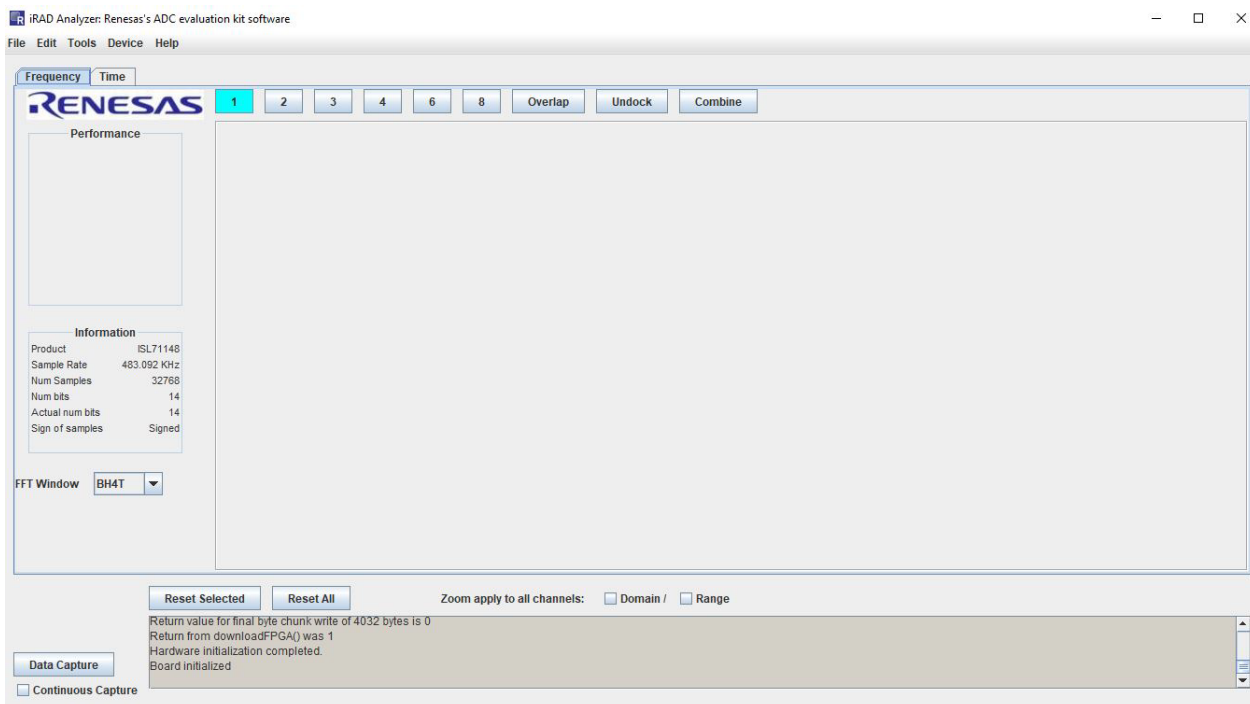 iRAD Analyzer: Renesas's ADC evaluation kit software
File Edit Tools Device Help
Frequency Time
RENESAS 1 2 3 4 6 8 Overlap Undock Combine
Performance
Information
Product ISL71148
Sample Rate 483.092 KHz
Num Samples 32768
Num bits 14
Actual num bits 14
Sign of samples Signed
FFT Window BH4T
Reset Selected Reset All Zoom apply to all channels: Domain / Range
Return value for final byte chunk write of 4032 bytes is 0
Return from downloadFPGA() was 1
Hardware initialization completed.
Board initialized
Data Capture
Continuous Capture